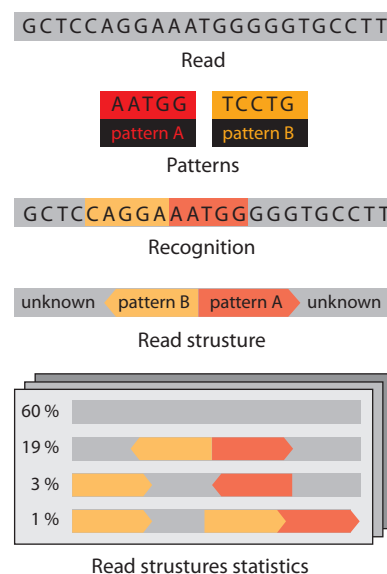 GCTCCAGGAAATGGGGGTGCCTT
Read
AATGG TCCTG
pattern A pattern B
Patterns
GCTCCAGGAAATGGGGGTGCCTT
Recognition
unknown pattern B pattern A unknown
Read strusture
60 %
19 %
3 %
1 %
Read strustures statistics